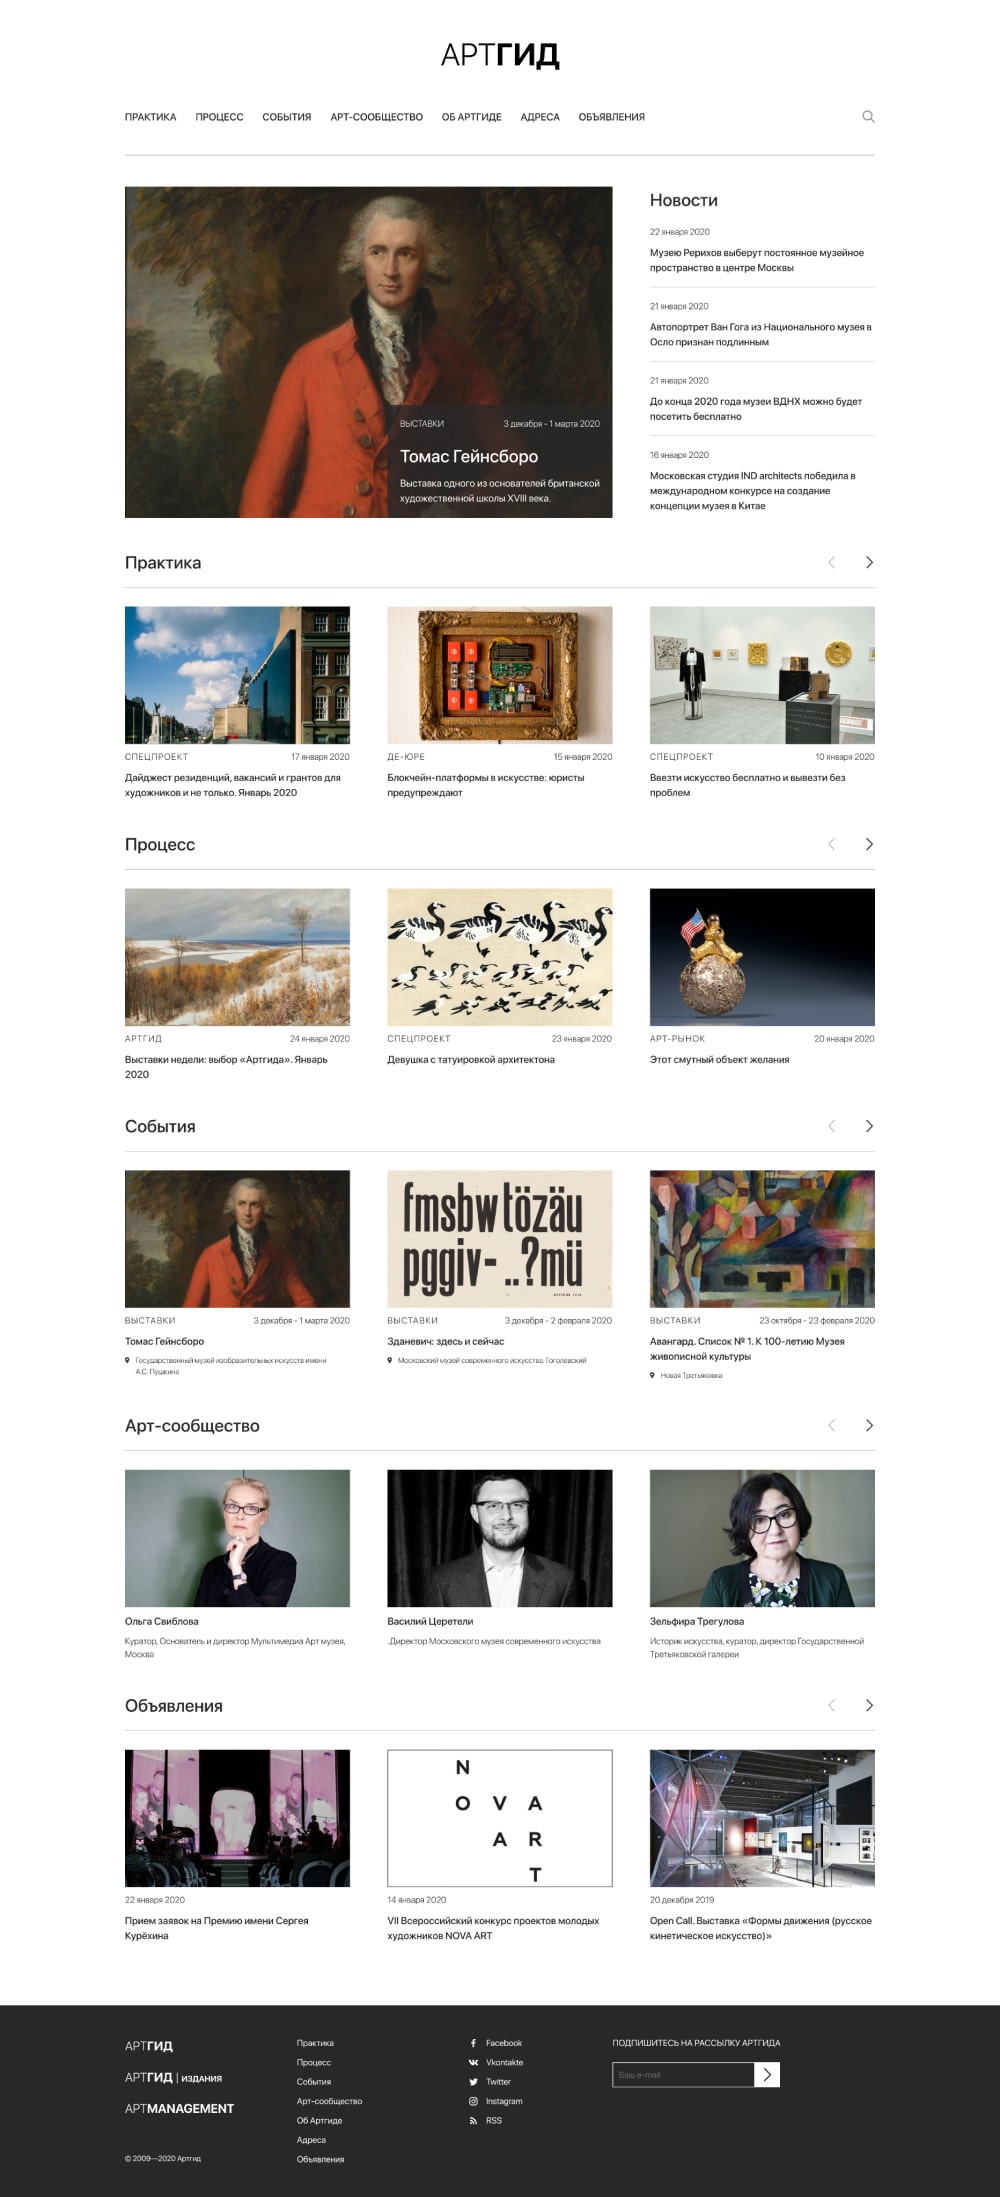 АРТГИД
ПРАКТИКА ПРОЦЕСС СОБЫТИЯ АРТ-СООБЩЕСТВО ОБ АРТГИДЕ АДРЕСА ОБЪЯВЛЕНИЯ
ВЫСТАВКИ 3 декабря - 1 марта 2020
Томас Гейнсборо
Выставка одного из основателей британской
художественной школы XVIII века.
Новости
22 января 2020
Музею Рерихов выберут постоянное музейное
пространство в центре Москвы
21 января 2020
Автопортрет Ван Гога из Национального музея в
Осло признан подлинным
21 января 2020
До конца 2020 года музеи ВДНХ можно будет
посетить бесплатно
16 января 2020
Московская студия IND architects победила в
международном конкурсе на создание
концепции музея в Китае
Практика
СПЕЦПРОЕКТ 17 января 2020
Дайджест резиденций, вакансий и грантов для
художников и не только. Январь 2020
ДЕ-ЮРЕ 15 января 2020
Блокчейн-платформы в искусстве: юристы
предупреждают
СПЕЦПРОЕКТ 10 января 2020
Ввезти искусство бесплатно и вывезти без
проблем
Процесс
АРТГИД 24 января 2020
Выставки недели: выбор «Артгида». Январь
2020
СПЕЦПРОЕКТ 23 января 2020
Девушка с татуировкой архитектона
АРТ-РЫНОК 20 января 2020
Этот смутный объект желания
События
fmsbw tözäu
pggiv- ..?mü
ВЫСТАВКИ 3 декабря - 1 марта 2020
Томас Гейнсборо
Государственный музей изобразительных искусств имени
А.С. Пушкина
ВЫСТАВКИ 3 декабря - 2 февраля 2020
Зданевич: здесь и сейчас
Московский музей современного искусства, Гоголевский
ВЫСТАВКИ 23 октября - 23 февраля 2020
Авангард. Список № 1. К 100-летию Музея
живописной культуры
Новая Третьяковка
Арт-сообщество
Ольга Свиблова
Куратор, Основатель и директор Мультимедиа Арт музея,
Москва
Василий Церетели
.Директор Московского музея современного искусства
Зельфира Трегулова
Историк искусства, куратор, директор Государственной
Третьяковской галереи
Объявления
N
O V A
A R
T
22 января 2020
Прием заявок на Премию имени Сергея
Курёхина
14 января 2020
VII Всероссийский конкурс проектов молодых
художников NOVA ART
20 декабря 2019
Open Call. Выставка «Формы движения (русское
кинетическое искусство)»
АРТГИД
АРТГИД | издания
АРТMANAGEMENT
© 2009—2020 Артгид
Практика
Процесс
События
Арт-сообщество
Об Артгиде
Адреса
Объявления
Facebook
Vkontakte
Twitter
Instagram
RSS
ПОДПИШИТЕСЬ НА РАССЫЛКУ АРТГИДА
Ваш e-mail